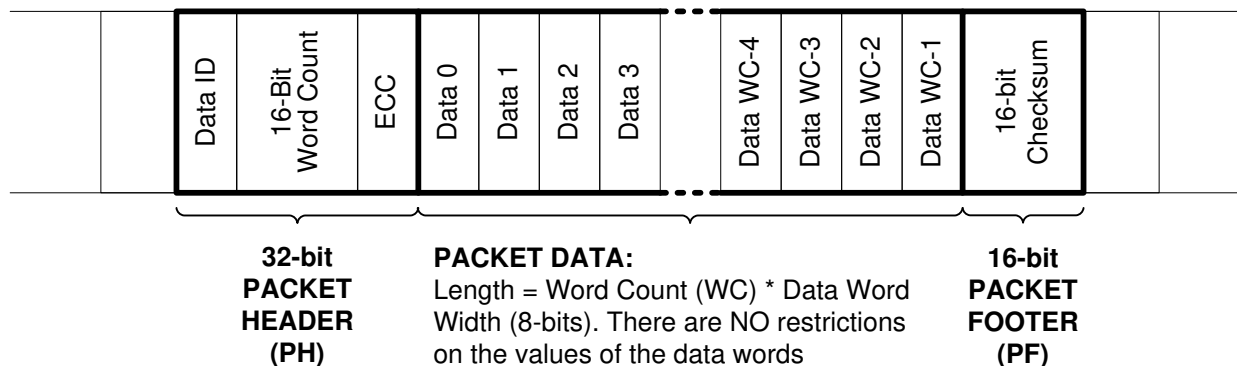 Data ID
16-Bit
Word Count
ECC
Data 0
Data 1
Data 2
Data 3
Data WC-4
Data WC-3
Data WC-2
Data WC-1
16-bit
Checksum
32-bit
PACKET
HEADER
(PH)
PACKET DATA:
Length = Word Count (WC) * Data Word
Width (8-bits). There are NO restrictions
on the values of the data words
16-bit
PACKET
FOOTER
(PF)